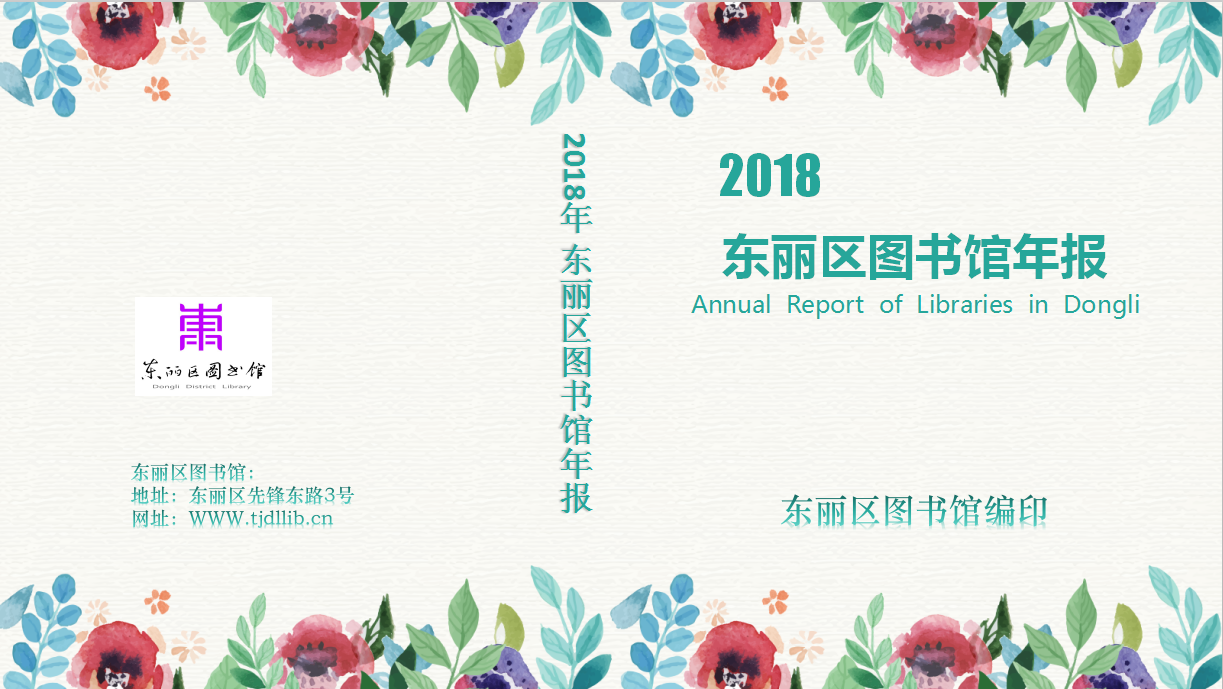 2018
东丽区图书馆年报
Annual Report of Libraries in Dongli
东丽区图书馆编印
2018年 东丽区图书馆年报
东丽区图书馆
Dongli District Library
东丽区图书馆：
地址：东丽区先锋东路3号
网址：WWW.tjdllib.cn